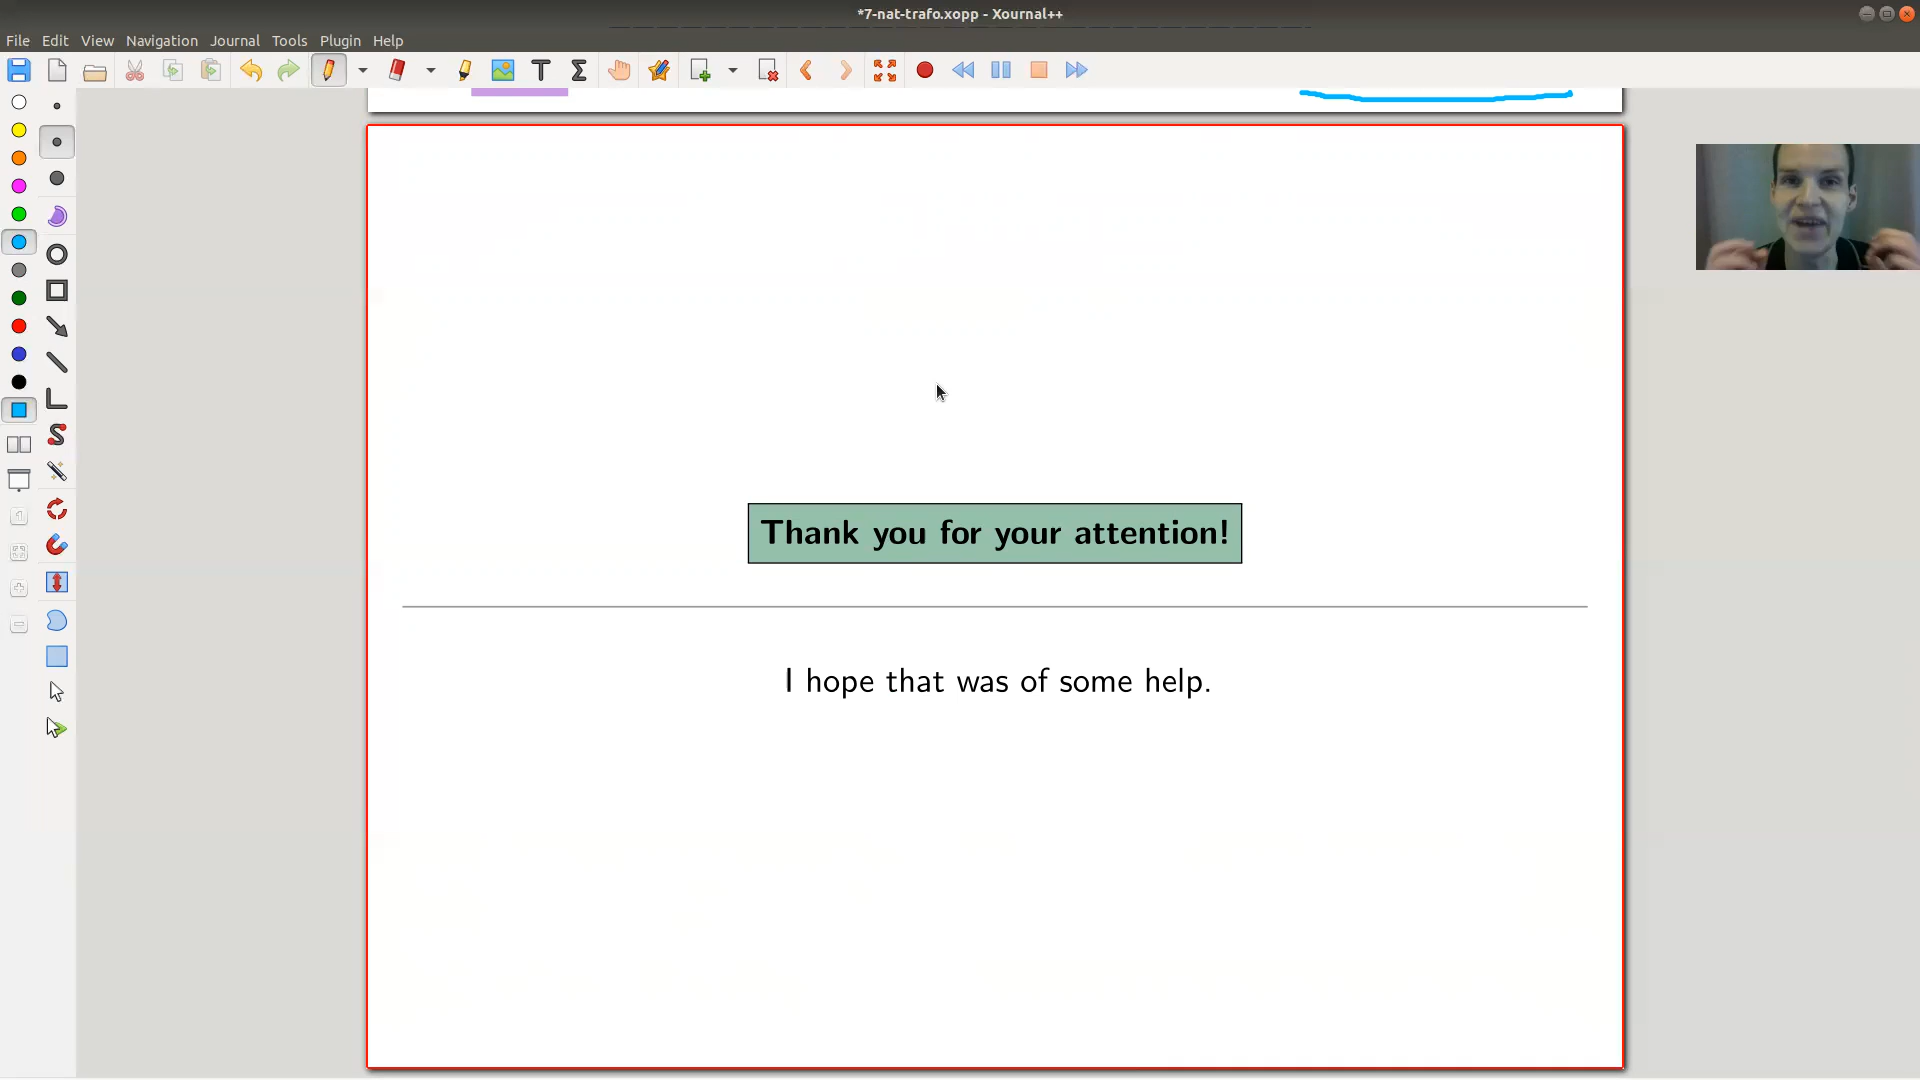 *7-nat-trafo.xopp - Xournal++
File Edit View Navigation Journal Tools Plugin Help
Thank you for your attention!
I hope that was of some help.